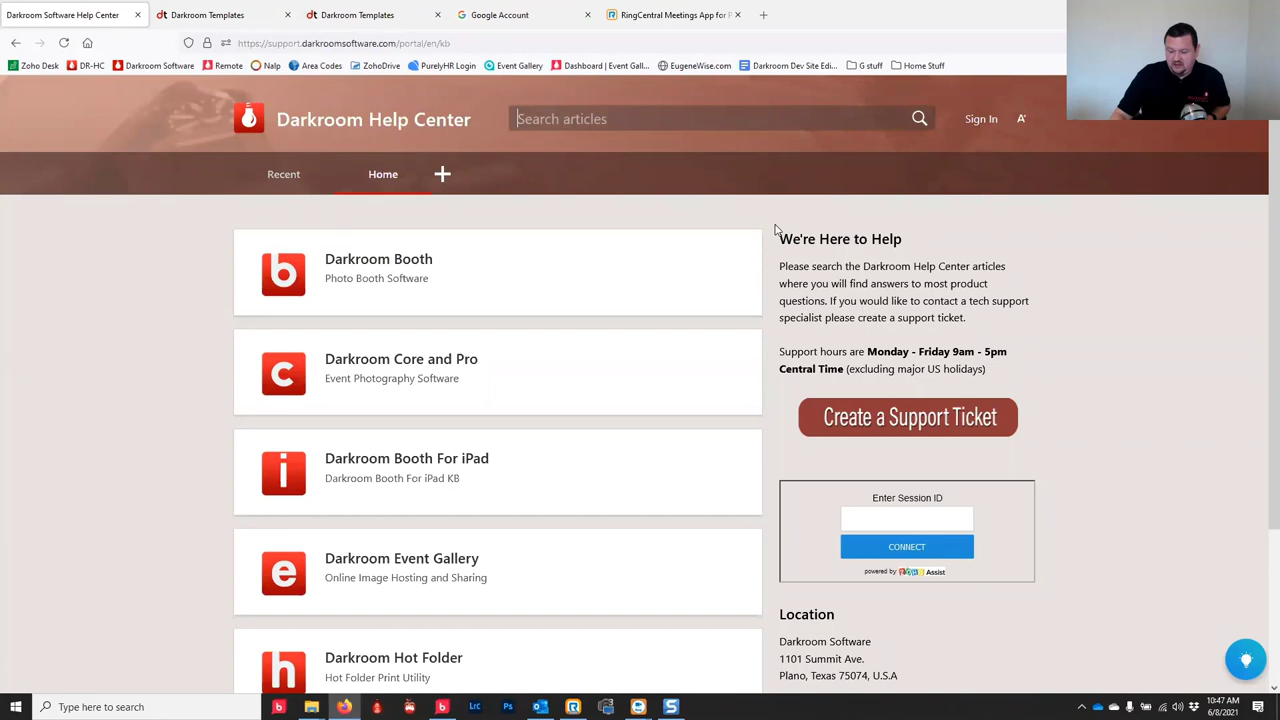 Darkroom Software Help Center
Darkroom Templates
Darkroom Templates
Google Account
RingCentral Meetings App for P
https://support.darkroomsoftware.com/portal/en/kb
Zoho Desk
DR-HC
Darkroom Software
Remote
Nalp
Area Codes
ZohoDrive
PurelyHR Login
Event Gallery
Dashboard | Event Gall...
EugeneWise.com
Darkroom Dev Site Edi...
G stuff
Home Stuff
Darkroom Help Center
Search articles
Sign In
A
Recent
Home
b
Darkroom Booth
Photo Booth Software
c
Darkroom Core and Pro
Event Photography Software
i
Darkroom Booth For iPad
Darkroom Booth For iPad KB
e
Darkroom Event Gallery
Online Image Hosting and Sharing
h
Darkroom Hot Folder
Hot Folder Print Utility
We're Here to Help
Please search the Darkroom Help Center articles
where you will find answers to most product
questions. If you would like to contact a tech support
specialist please create a support ticket.
Support hours are Monday - Friday 9am - 5pm
Central Time (excluding major US holidays)
Create a Support Ticket
Enter Session ID
CONNECT
powered by ZOHO Assist
Location
Darkroom Software
1101 Summit Ave.
Plano, Texas 75074, U.S.A
Type here to search
10:47 AM
6/8/2021